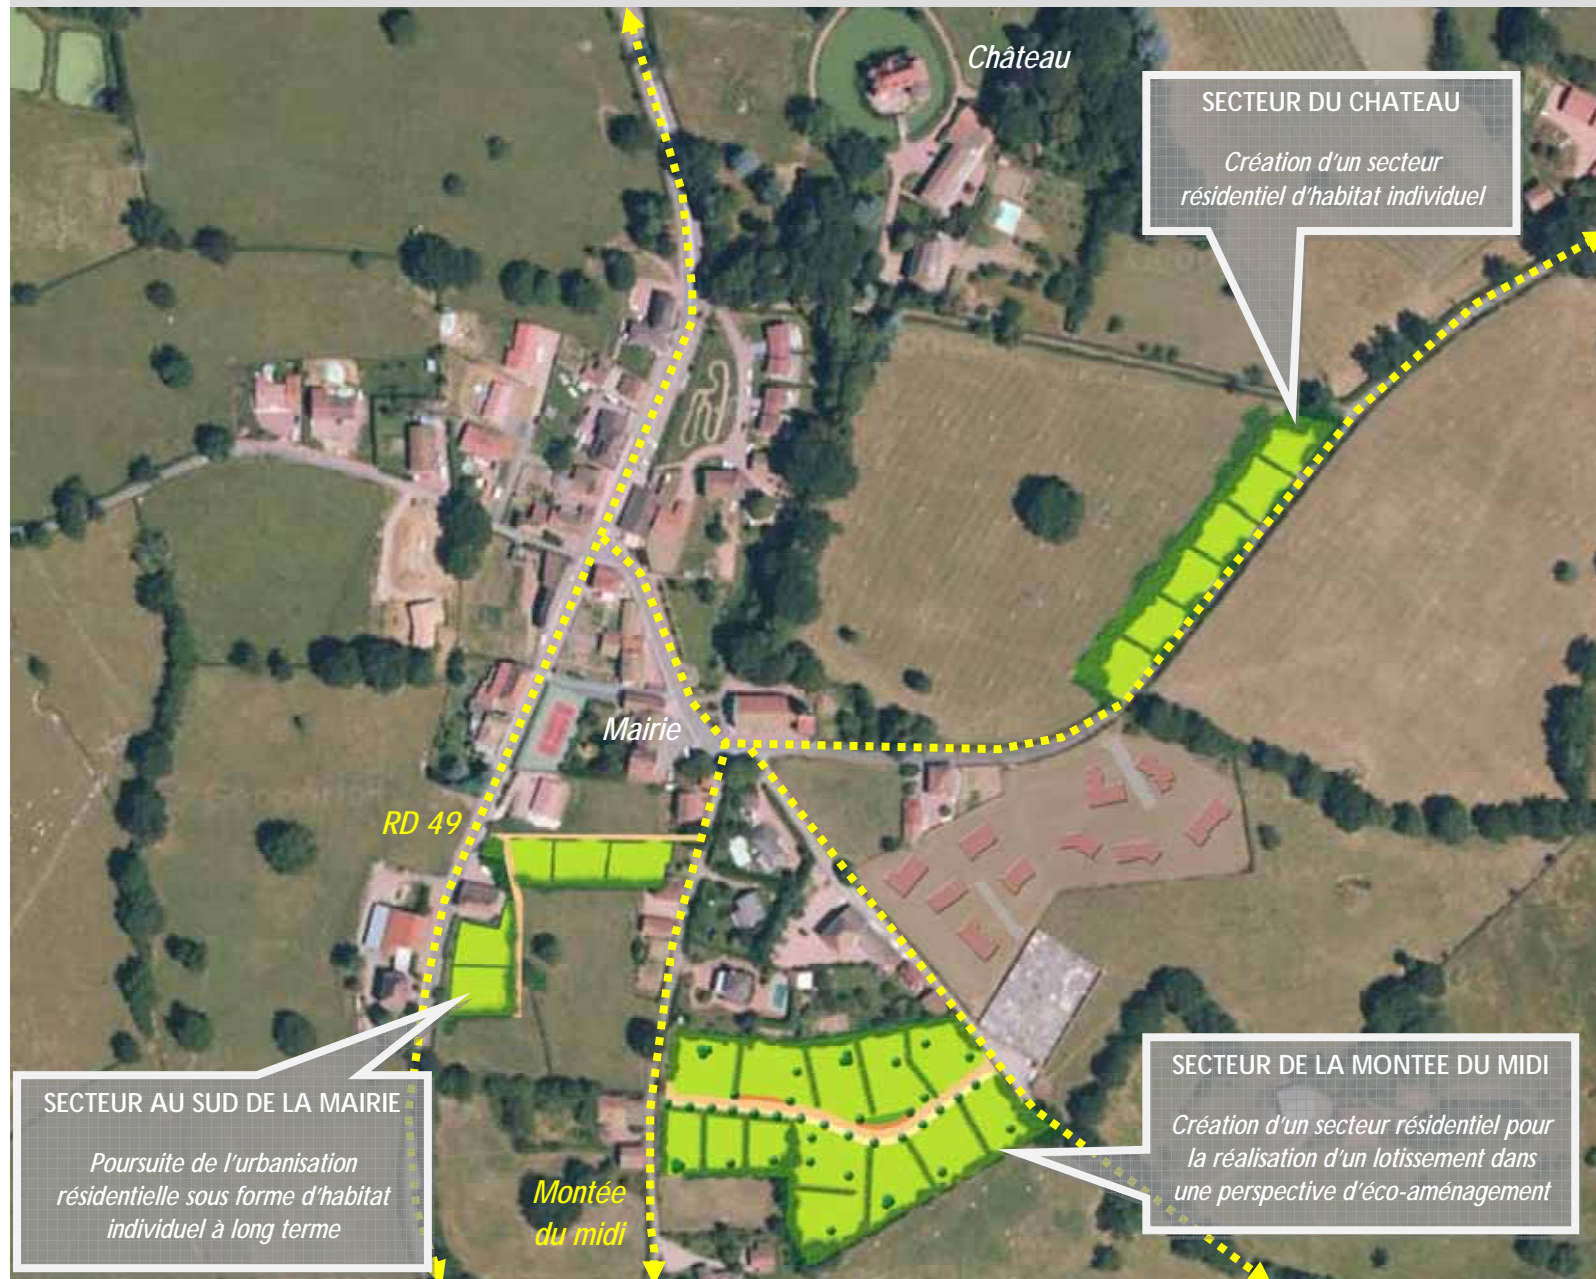 Château
SECTEUR DU CHATEAU
Création d'un secteur
résidentiel d'habitat individuel
Mairie
RD 49
SECTEUR AU SUD DE LA MAIRIE
Poursuite de l'urbanisation
résidentielle sous forme d'habitat
individuel à long terme
Montée
du midi
SECTEUR DE LA MONTEE DU MIDI
Création d'un secteur résidentiel pour
la réalisation d'un lotissement dans
une perspective d'éco-aménagement